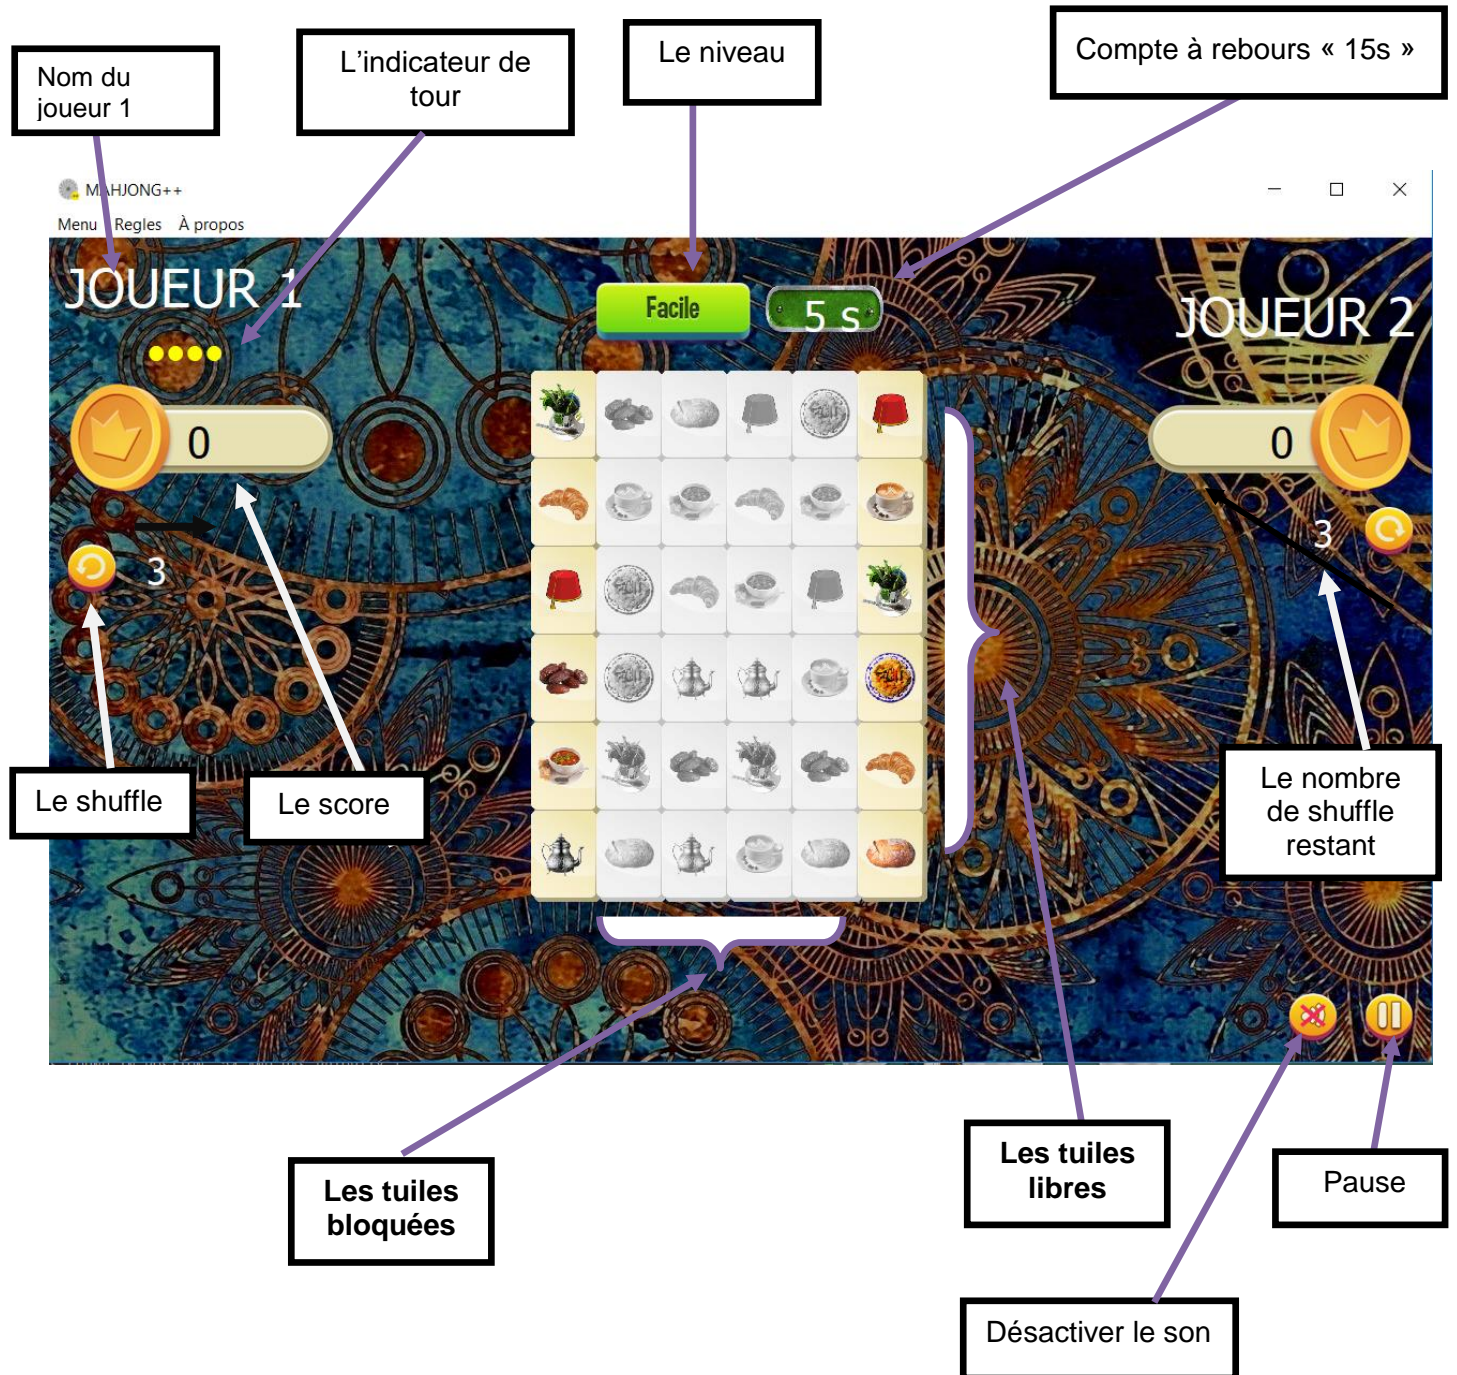 Nom du
joueur 1
L'indicateur de
tour
Le niveau
Compte à rebours « 15s »
MAHJONG++
Menu Regles À propos
JOUEUR 1
Facile
5 s
JOUEUR 2
0
0
3
3
Le shuffle
Le score
Le nombre
de shuffle
restant
Les tuiles
bloquées
Les tuiles
libres
Pause
Désactiver le son